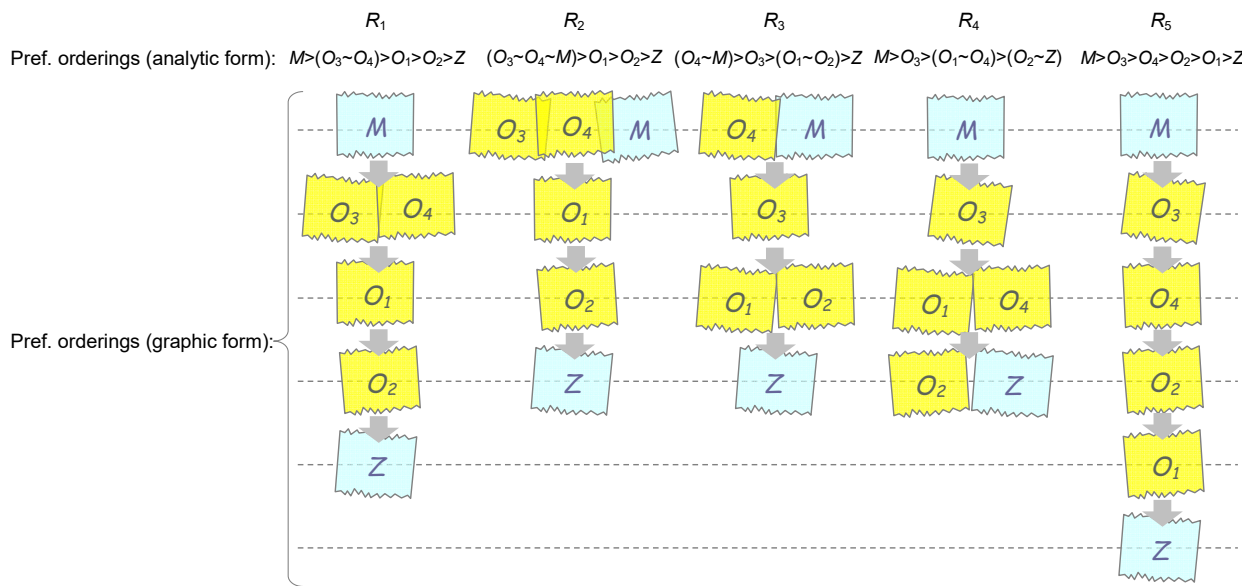 R1 R2 R3 R4 R5
Pref. orderings (analytic form): M>(O3~O4)>O1>O2>Z (O3~O4~M)>O1>O2>Z (O4~M)>O3>(O1~O2)>Z M>O3>(O1~O4)>(O2~Z) M>O3>O4>O2>O1>Z
M O3 O4 M O4 M M M
O3 O4 O1 O3 O3 O3
O1 O2 O1 O2 O1 O4 O4
Pref. orderings (graphic form):
O2 Z Z O2 Z O2
Z O1
Z